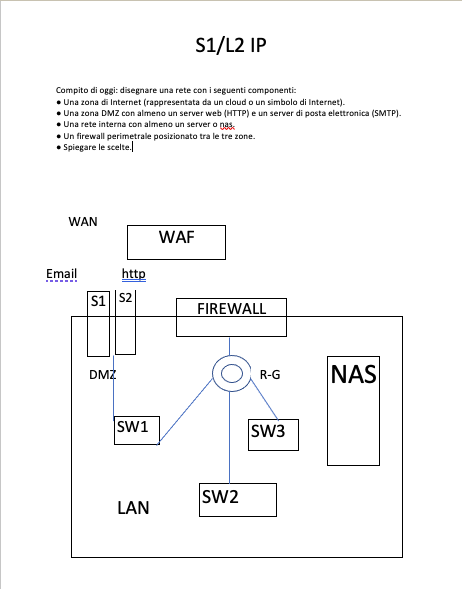 S1/L2 IP
Compito di oggi: disegnare una rete con i seguenti componenti:
● Una zona di Internet (rappresentata da un cloud o un simbolo di Internet).
● Una zona DMZ con almeno un server web (HTTP) e un server di posta elettronica (SMTP).
● Una rete interna con almeno un server o nas.
● Un firewall perimetrale posizionato tra le tre zone.
● Spiegare le scelte.
WAN
WAF
Email
http
S1
S2
FIREWALL
DMZ
R-G
NAS
SW1
SW3
SW2
LAN